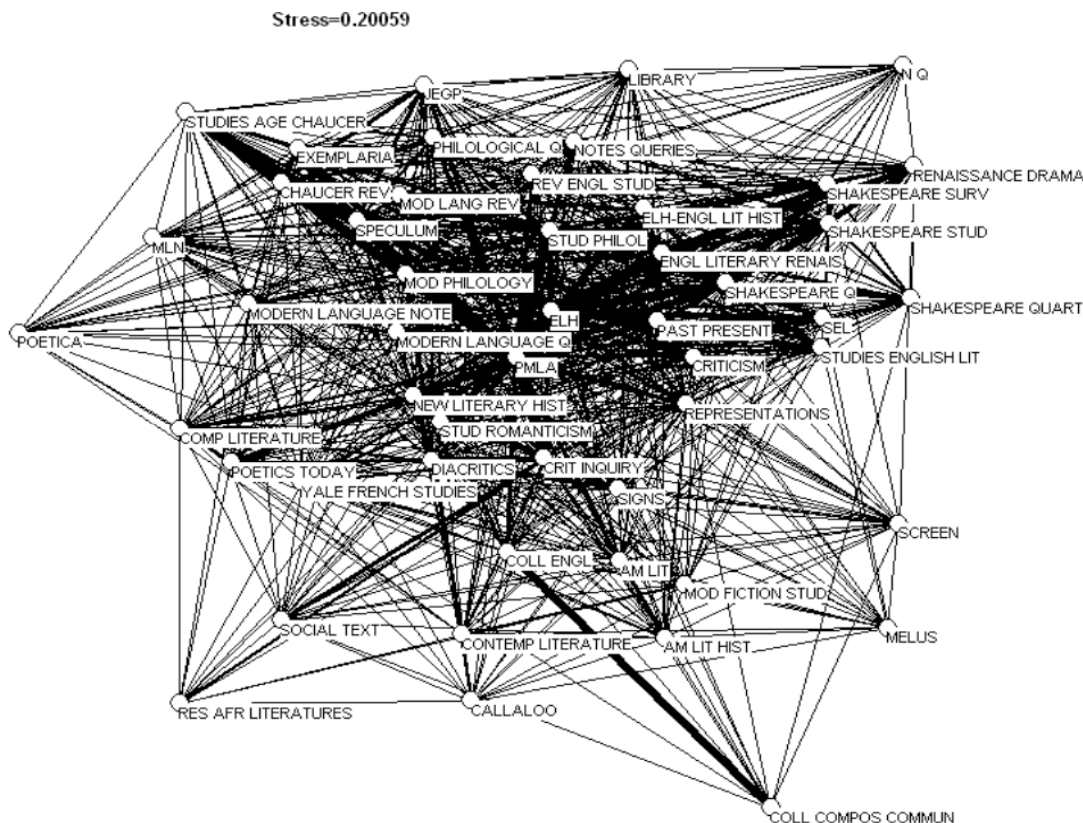 Stress=0.20059
N Q
LIBRARY
JEGP
STUDIES AGE CHAUCER
PHILOLOGICAL Q
NOTES QUERIES
EXEMPLARIA
RENAISSANCE DRAMA
CHAUCER REV
REV ENGL STUD
SHAKESPEARE SURV
MOD LANG REV
ELH-ENGL LIT HIST
SPECULUM
SHAKESPEARE STUD
STUD PHILOL
MLN
ENGL LITERARY RENAIS
MOD PHILOLOGY
SHAKESPEARE Q
SHAKESPEARE QUART
MODERN LANGUAGE NOTE
ELH
PAST PRESENT
SEL
POETICA
MODERN LANGUAGE Q
STUDIES ENGLISH LIT
PMLA
CRITICISM
NEW LITERARY HIST
REPRESENTATIONS
STUD ROMANTICISM
COMP LITERATURE
POETICS TODAY
DIACRITICS
CRIT INQUIRY
YALE FRENCH STUDIES
SIGNS
SCREEN
COLL ENGL
AM LIT
MOD FICTION STUD
SOCIAL TEXT
CONTEMP LITERATURE
AM LIT HIST
MELUS
RES AFR LITERATURES
CALLALOO
COLL COMPOS COMMUN